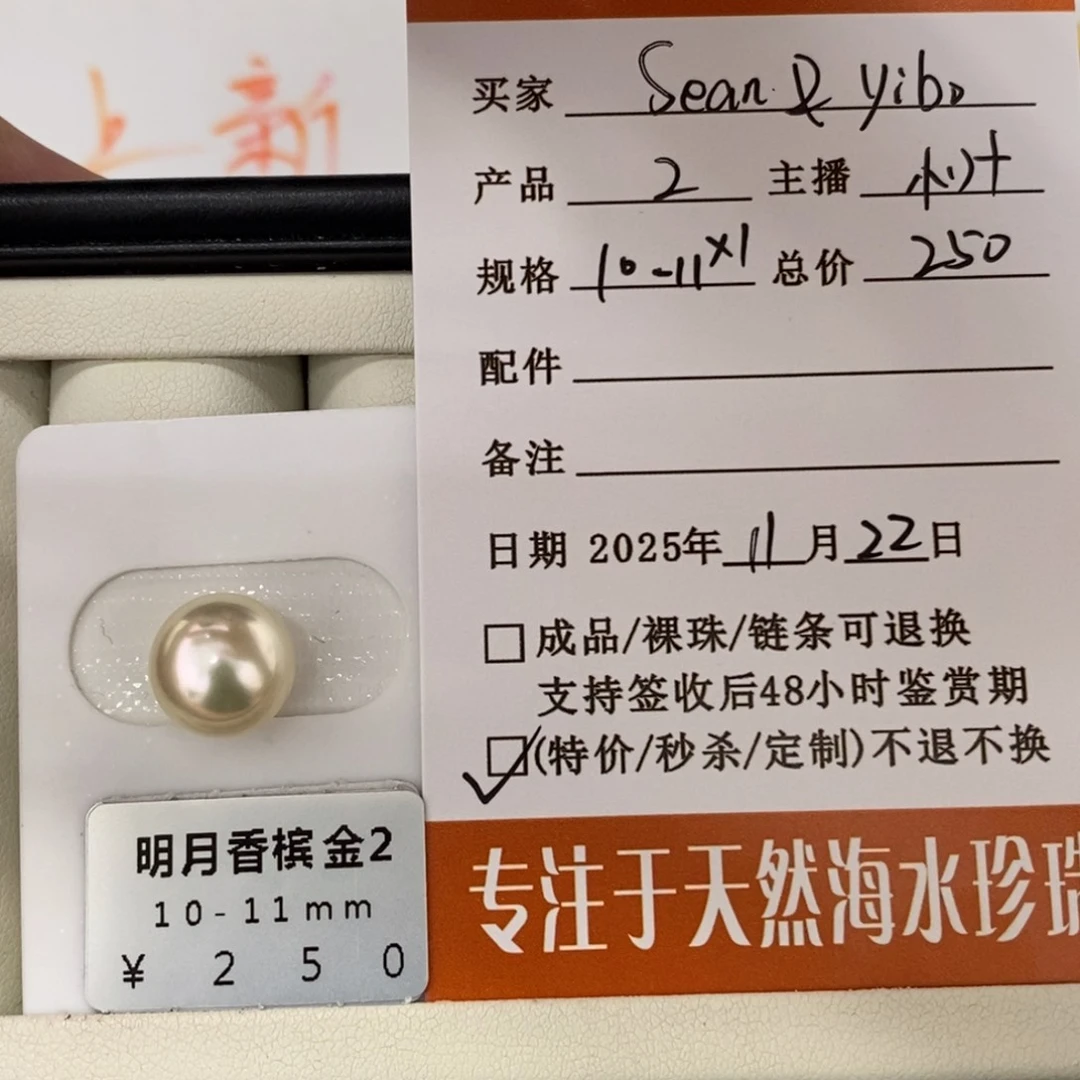 上新
买家 Sean & yibo
产品 2 主播
规格 10-11×1 总价 250
配件
备注
日期 2025年 11 月 22 日
成品/裸珠/链条可退换
支持签收后48小时鉴赏期
(特价/秒杀/定制)不退不换
专注于天然海水珍珠
明月香槟金2
10-11mm
¥ 250